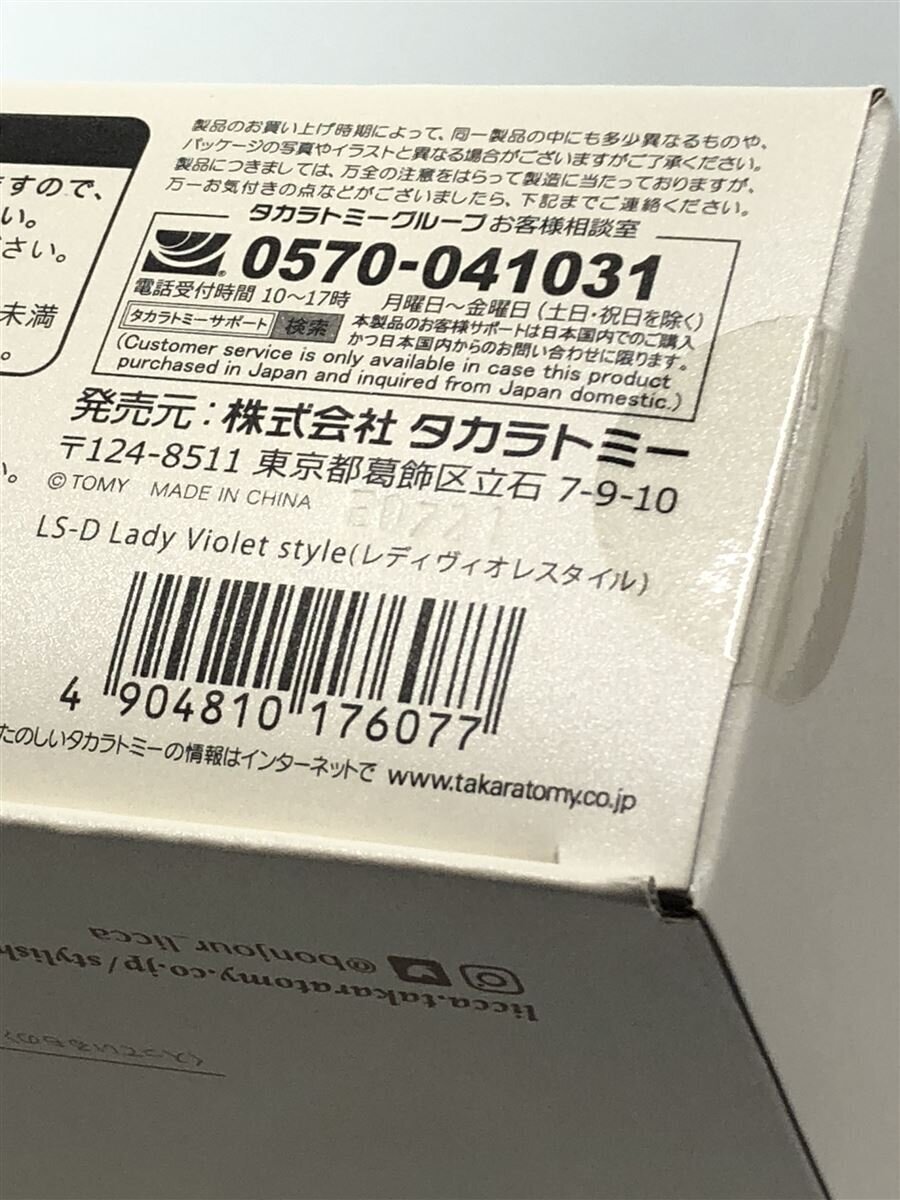 製品のお買い上げ時期によって、同一製品の中にも多少異なるものや、
パッケージの写真やイラストと異なる場合がございますがご了承ください。
製品につきましては、万全の注意をはらって製造に当たっておりますが、
万一お気付きの点などがございましたら、下記までご連絡ください。
ますので、
い。
ださい。
未満
。
タカラトミーグループお客様相談室
0570-041031
電話受付時間 10～17時 月曜日～金曜日 (土日・祝日を除く)
タカラトミーサポート 検索
本製品のお客様サポートは日本国内でのご購入
かつ日本国内からのお問い合わせに限ります。
(Customer service is only available in case this product
purchased in Japan and inquired from Japan domestic.)
発売元：株式会社 タカラトミー
〒124-8511 東京都葛飾区立石 7-9-10
い。
©TOMY MADE IN CHINA
LS-D Lady Violet style(レディヴィオレスタイル)
4 904810 176077
たのしいタカラトミーの情報はインターネットで www.takaratomy.co.jp
@bonjour_licca
licca.takaratomy.co.jp/stylish